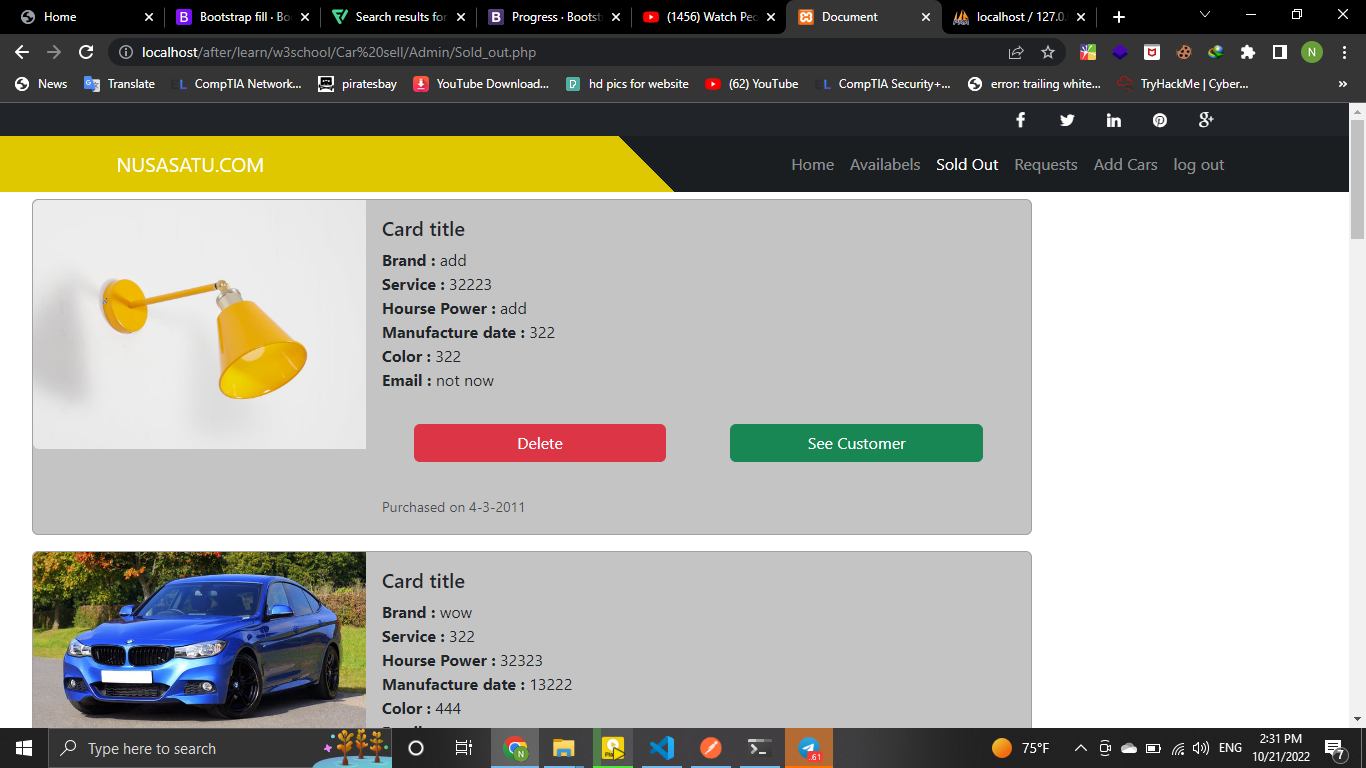 Home
Bootstrap fill · Bo
Search results for
Progress · Bootst
(1456) Watch Pec
Document
localhost / 127.0.
localhost/after/learn/w3school/Car%20sell/Admin/Sold_out.php
N
News
Translate
L CompTIA Network...
piratesbay
YouTube Download...
D hd pics for website
(62) YouTube
L CompTIA Security+...
error: trailing white...
TryHackMe | Cyber...
»
NUSASATU.COM
Home
Availabels
Sold Out
Requests
Add Cars
log out
Card title
Brand : add
Service : 32223
Hourse Power : add
Manufacture date : 322
Color : 322
Email : not now
Delete
See Customer
Purchased on 4-3-2011
Card title
Brand : wow
Service : 322
Hourse Power : 32323
Manufacture date : 13222
Color : 444
Type here to search
.61
75°F
ENG
2:31 PM
10/21/2022
7